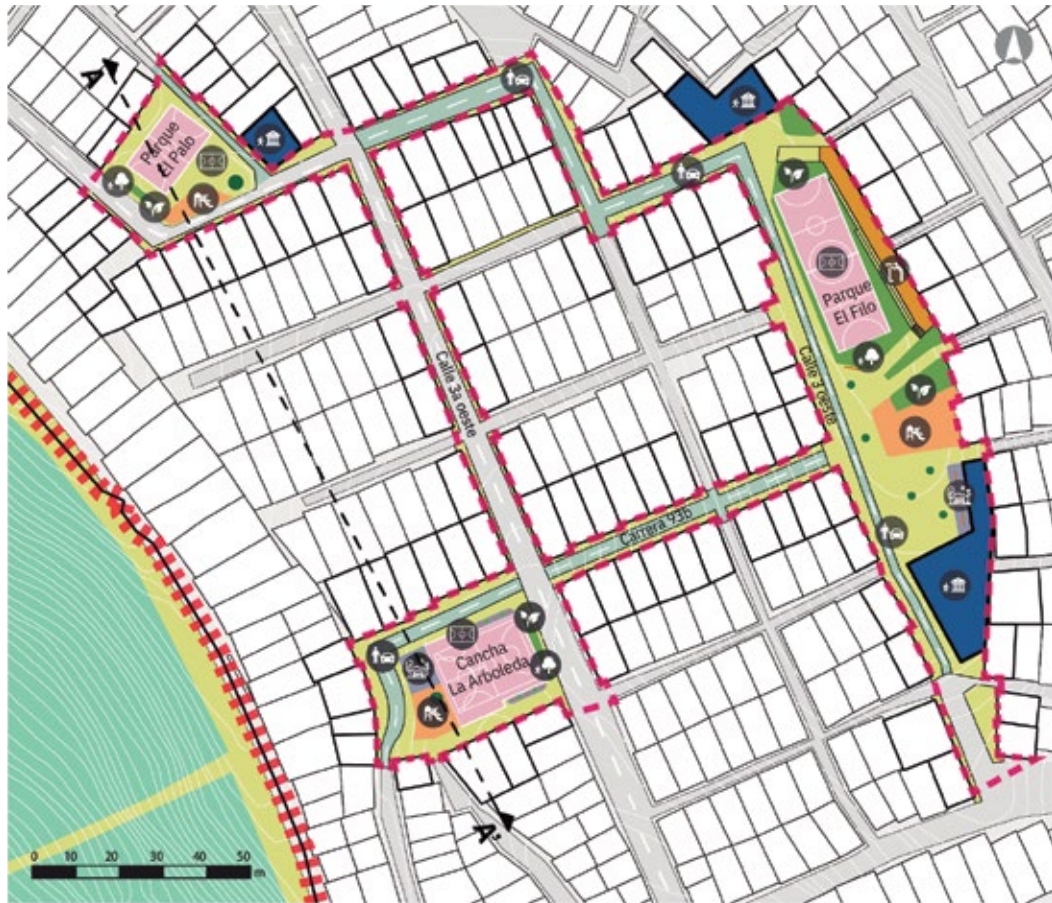 A
Parque
El Palo
Parque
El Filo
Calle 3a oeste
Calle 3 oeste
Carrera 93b
Cancha
La Arboleda
A'
0 10 20 30 40 50
m